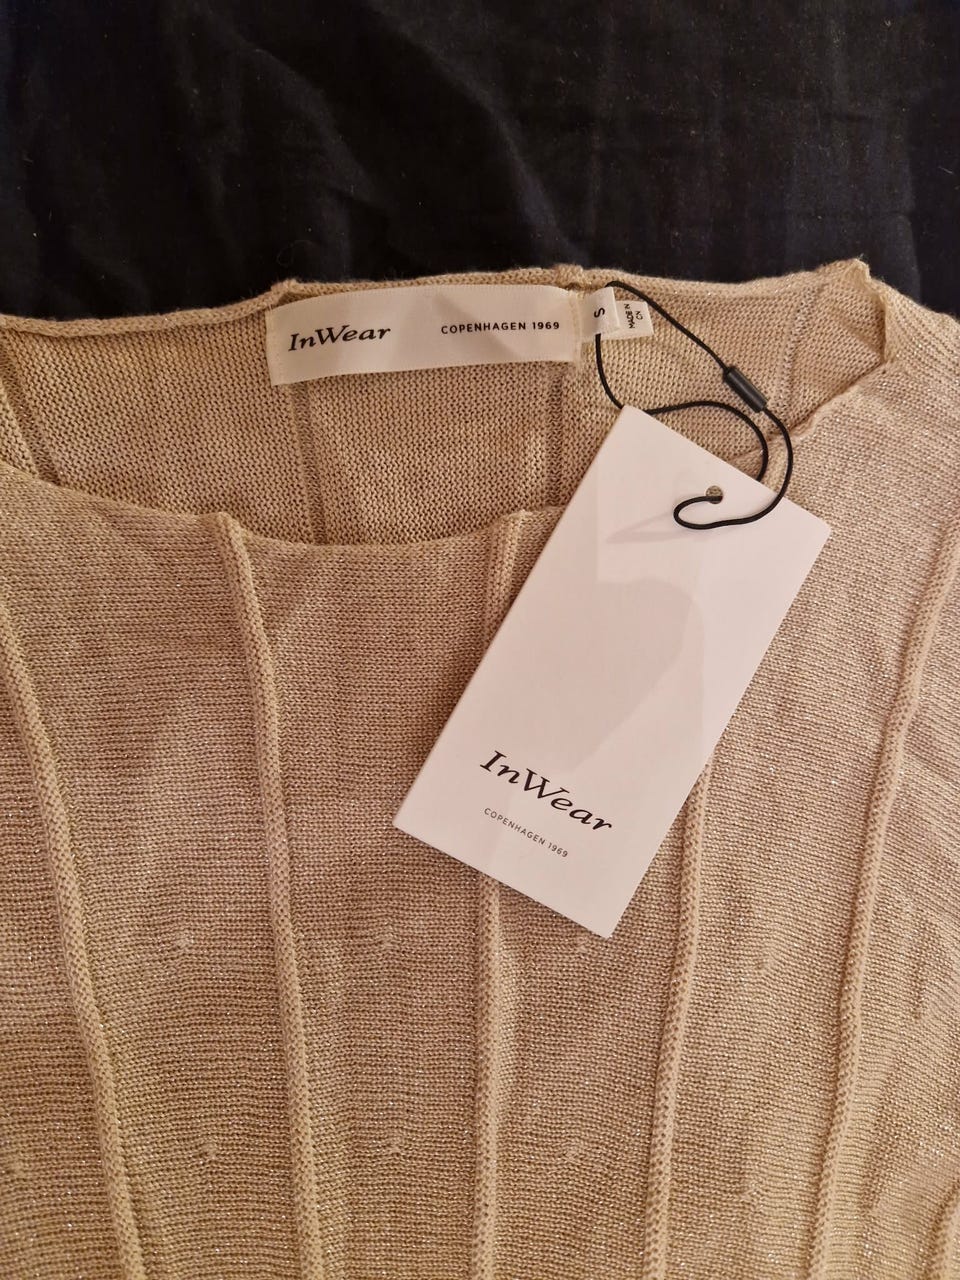 InWear COPENHAGEN 1969
S
MADE IN
CN
InWear
COPENHAGEN 1969